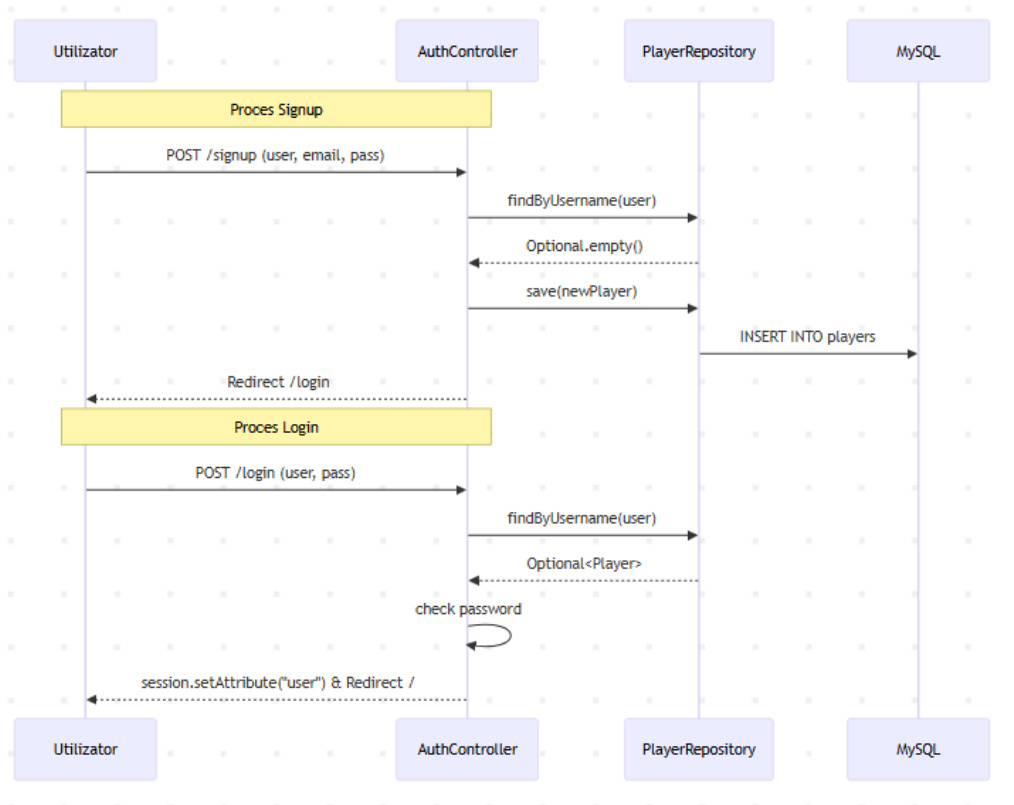 Utilizator
AuthController
PlayerRepository
MySQL
Proces Signup
POST /signup (user, email, pass)
findByUsername(user)
Optional.empty()
save(newPlayer)
INSERT INTO players
Redirect /login
Proces Login
POST /login (user, pass)
findByUsername(user)
Optional<Player>
check password
session.setAttribute("user") & Redirect /
Utilizator
AuthController
PlayerRepository
MySQL